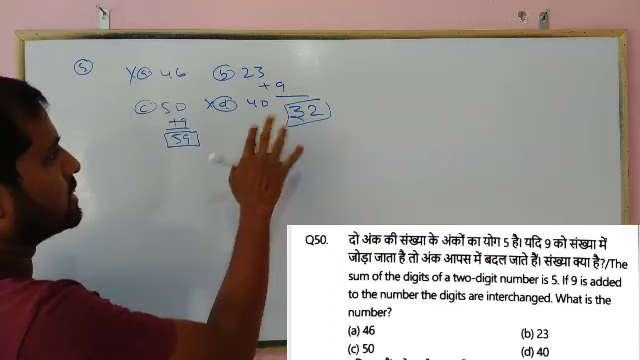 5
X (a) 46 (b) 23
+9
(c) 50 X (d) 40 32
+9
59
Q50. दो अंक की संख्या के अंकों का योग 5 है। यदि 9 को संख्या में
जोड़ा जाता है तो अंक आपस में बदल जाते हैं। संख्या क्या है?/The
sum of the digits of a two-digit number is 5. If 9 is added
to the number the digits are interchanged. What is the
number?
(a) 46 (b) 23
(c) 50 (d) 40